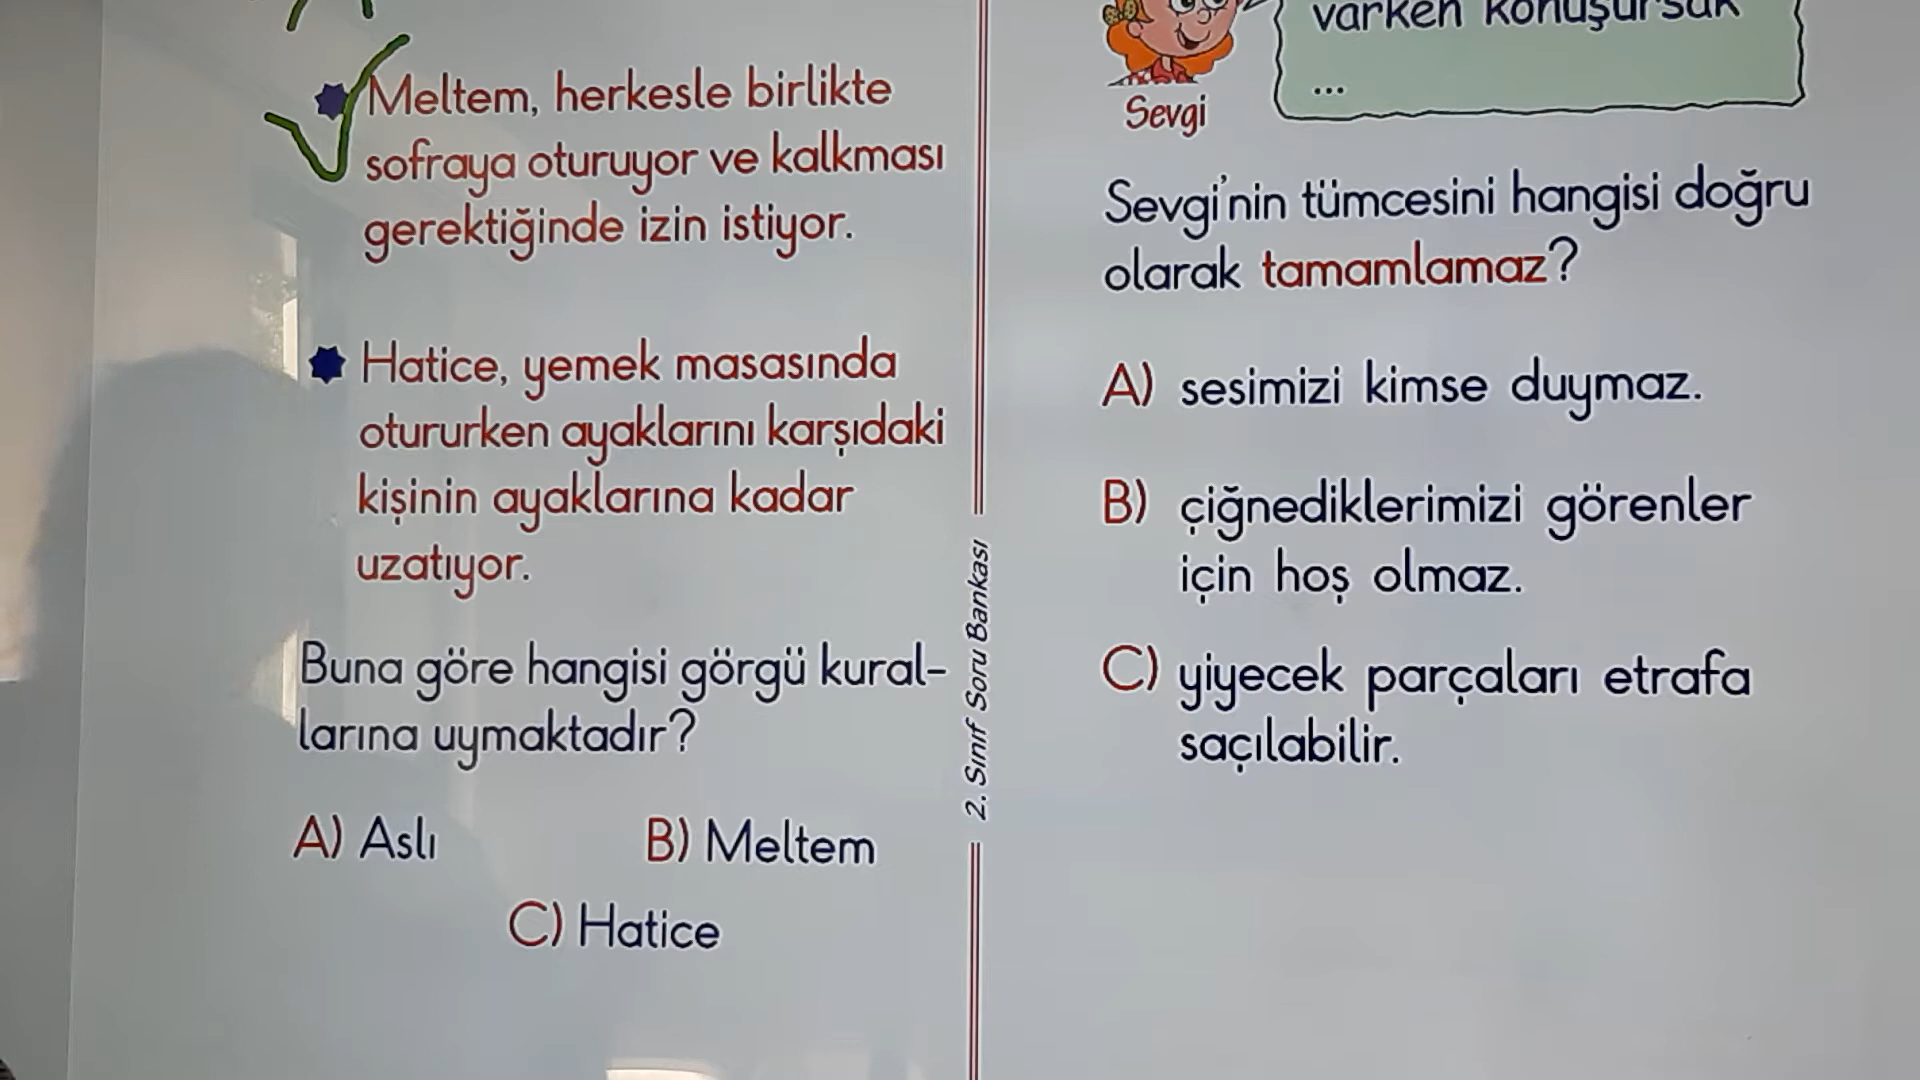 Meltem, herkesle birlikte
sofraya oturuyor ve kalkması
gerektiğinde izin istiyor.
Hatice, yemek masasında
otururken ayaklarını karşıdaki
kişinin ayaklarına kadar
uzatıyor.
Buna göre hangisi görgü kural-
larına uymaktadır?
A) Aslı
B) Meltem
C) Hatice
2. Sınıf Soru Bankası
varken konuşursak
...
Sevgi
Sevgi'nin tümcesini hangisi doğru
olarak tamamlamaz?
A) sesimizi kimse duymaz.
B) çiğnediklerimizi görenler
için hoş olmaz.
C) yiyecek parçaları etrafa
saçılabilir.